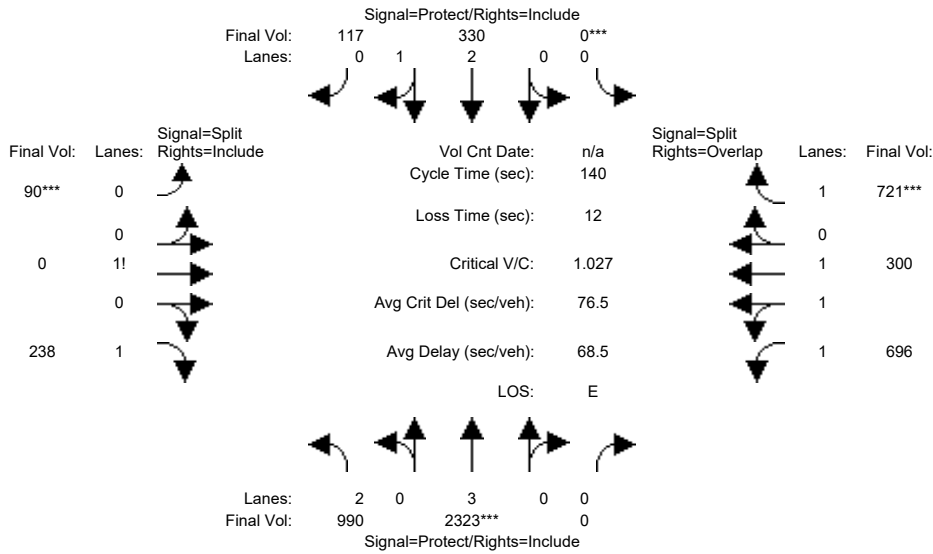 Signal=Protect/Rights=Include
Final Vol: 117 330 0***
Lanes: 0 1 2 0 0
Signal=Split Signal=Split
Final Vol: Lanes: Rights=Include Vol Cnt Date: n/a Rights=Overlap Lanes: Final Vol:
Cycle Time (sec): 140
90*** 0 1 721***
Loss Time (sec): 12
0 0
0 1! Critical V/C: 1.027 1 300
0 Avg Crit Del (sec/veh): 76.5 1
238 1 Avg Delay (sec/veh): 68.5 1 696
LOS: E
Lanes: 2 0 3 0 0
Final Vol: 990 2323*** 0
Signal=Protect/Rights=Include